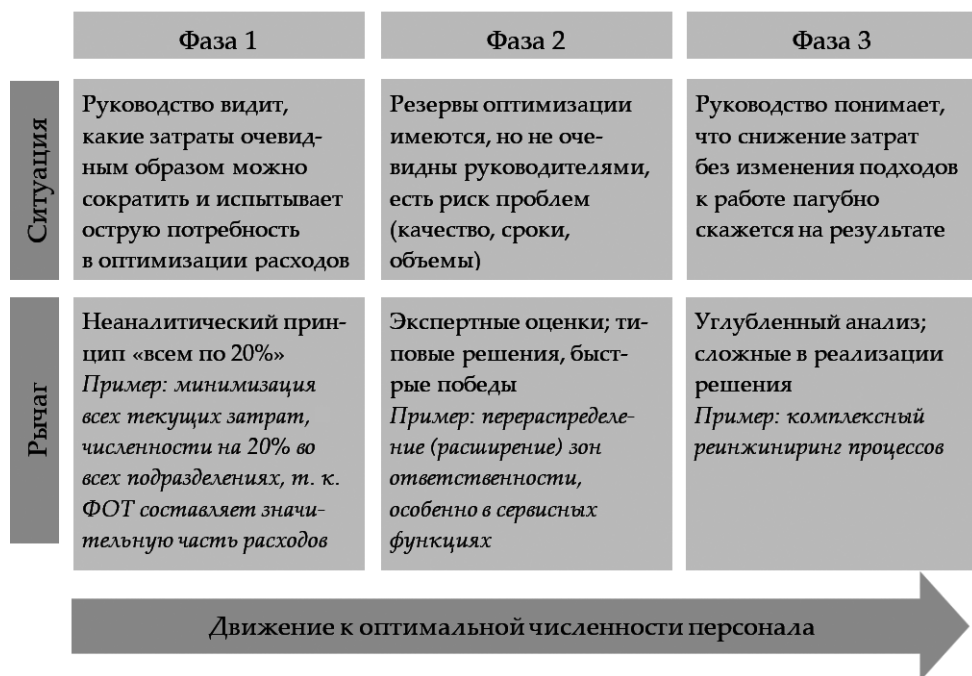 Фаза 1
Фаза 2
Фаза 3
Ситуация
Руководство видит,
какие затраты очевид-
ным образом можно
сократить и испытывает
острую потребность
в оптимизации расходов
Резервы оптимизации
имеются, но не оче-
видны руководителями,
есть риск проблем
(качество, сроки,
объемы)
Руководство понимает,
что снижение затрат
без изменения подходов
к работе пагубно
скажется на результате
Рычаг
Неаналитический прин-
цип «всем по 20%»
Пример: минимизация
всех текущих затрат,
численности на 20% во
всех подразделениях, т. к.
ФОТ составляет значи-
тельную часть расходов
Экспертные оценки; ти-
повые решения, быст-
рые победы
Пример: перераспреде-
ление (расширение) зон
ответственности,
особенно в сервисных
функциях
Углубленный анализ;
сложные в реализации
решения
Пример: комплексный
реинжиниринг процессов
Движение к оптимальной численности персонала